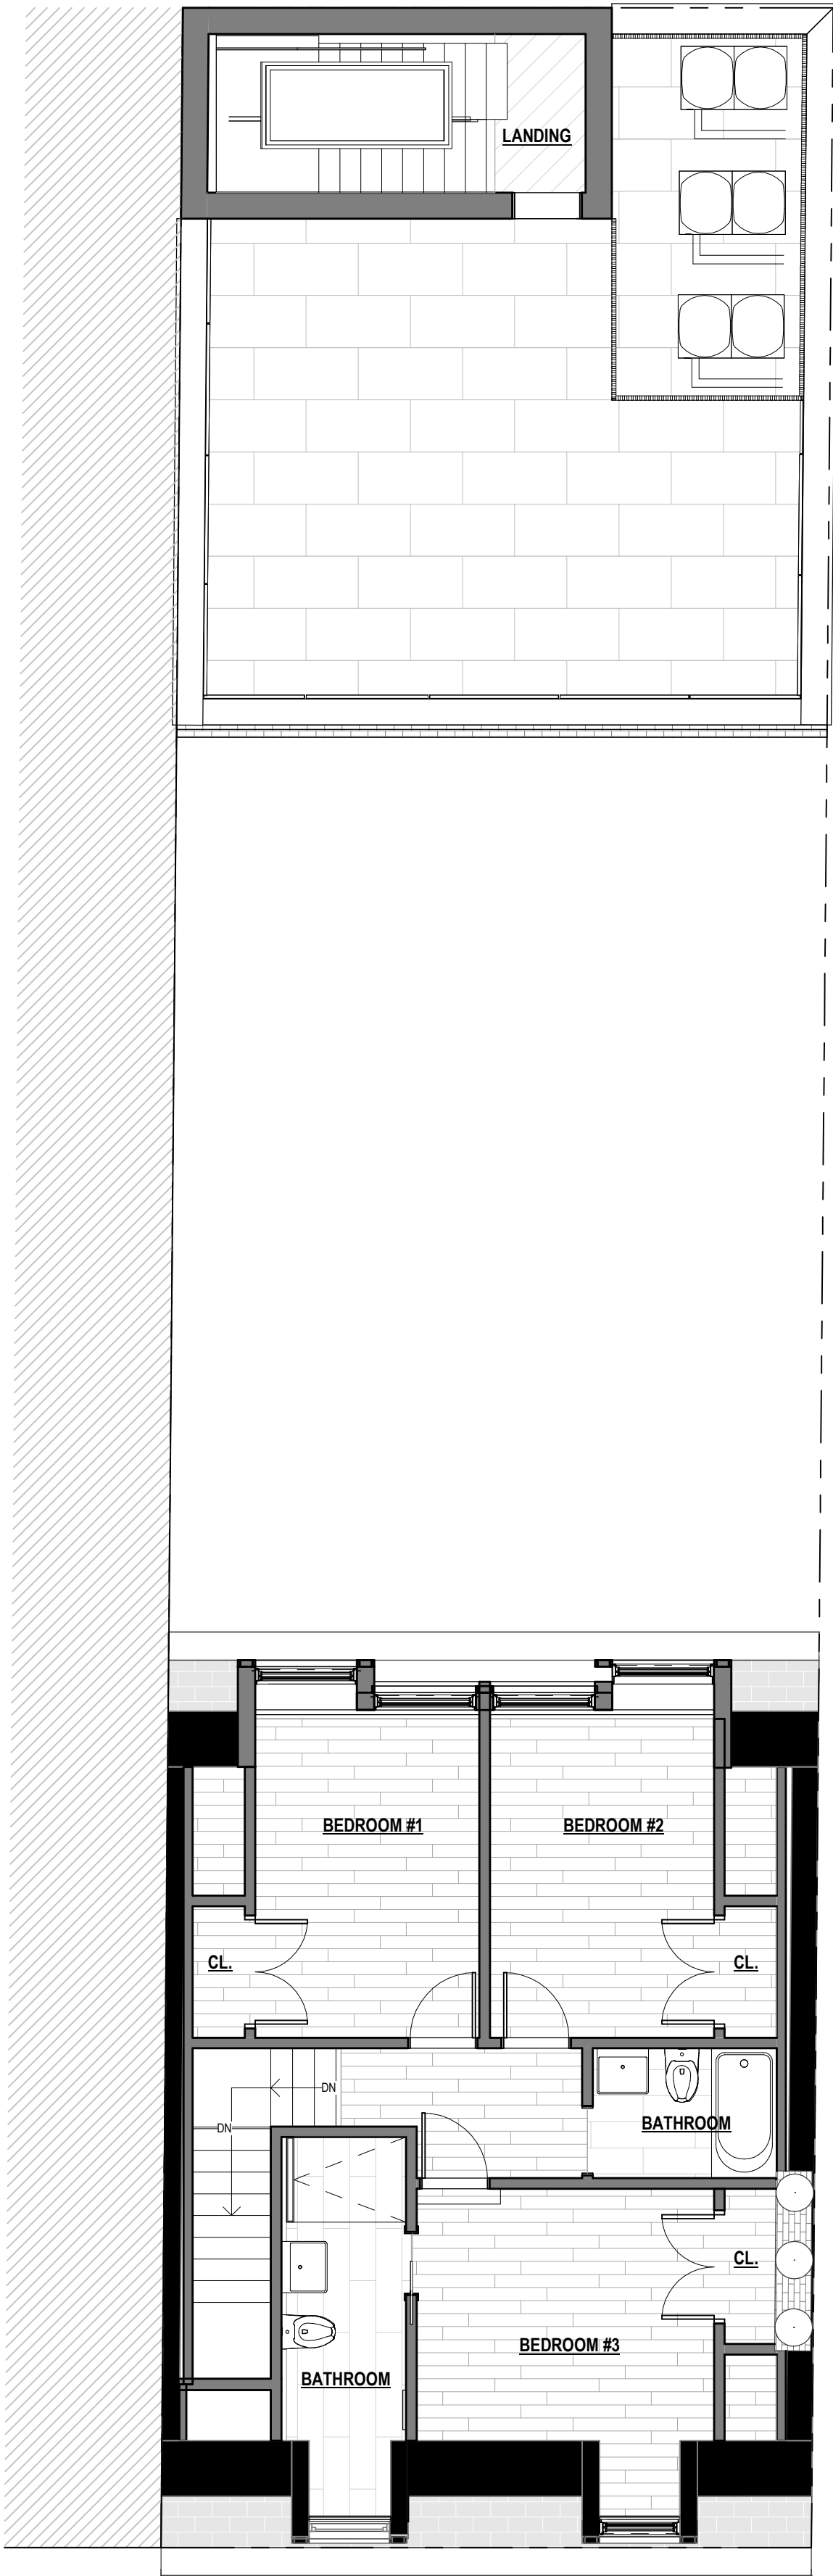 LANDING
BEDROOM #1
BEDROOM #2
CL.
CL.
DN
DN
BATHROOM
CL.
BEDROOM #3
BATHROOM